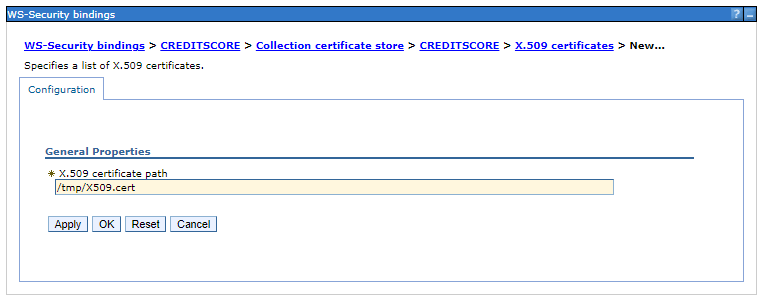 WS-Security bindings ? _
WS-Security bindings > CREDITSCORE > Collection certificate store > CREDITSCORE > X.509 certificates > New...
Specifies a list of X.509 certificates.
Configuration
General Properties
* X.509 certificate path
/tmp/X509.cert
Apply OK Reset Cancel